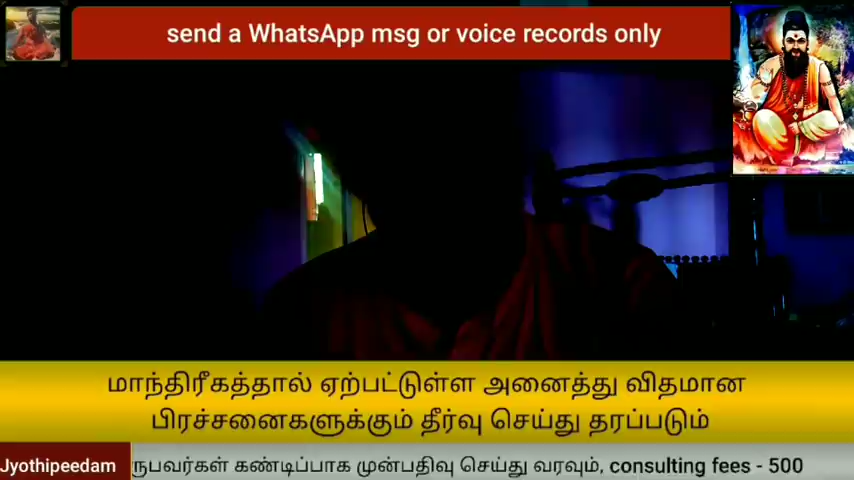 send a WhatsApp msg or voice records only
மாந்திரீகத்தால் ஏற்பட்டுள்ள அனைத்து விதமான
பிரச்சனைகளுக்கும் தீர்வு செய்து தரப்படும்
Jyothipeedam
ருபவர்கள் கண்டிப்பாக முன்பதிவு செய்து வரவும், consulting fees - 500